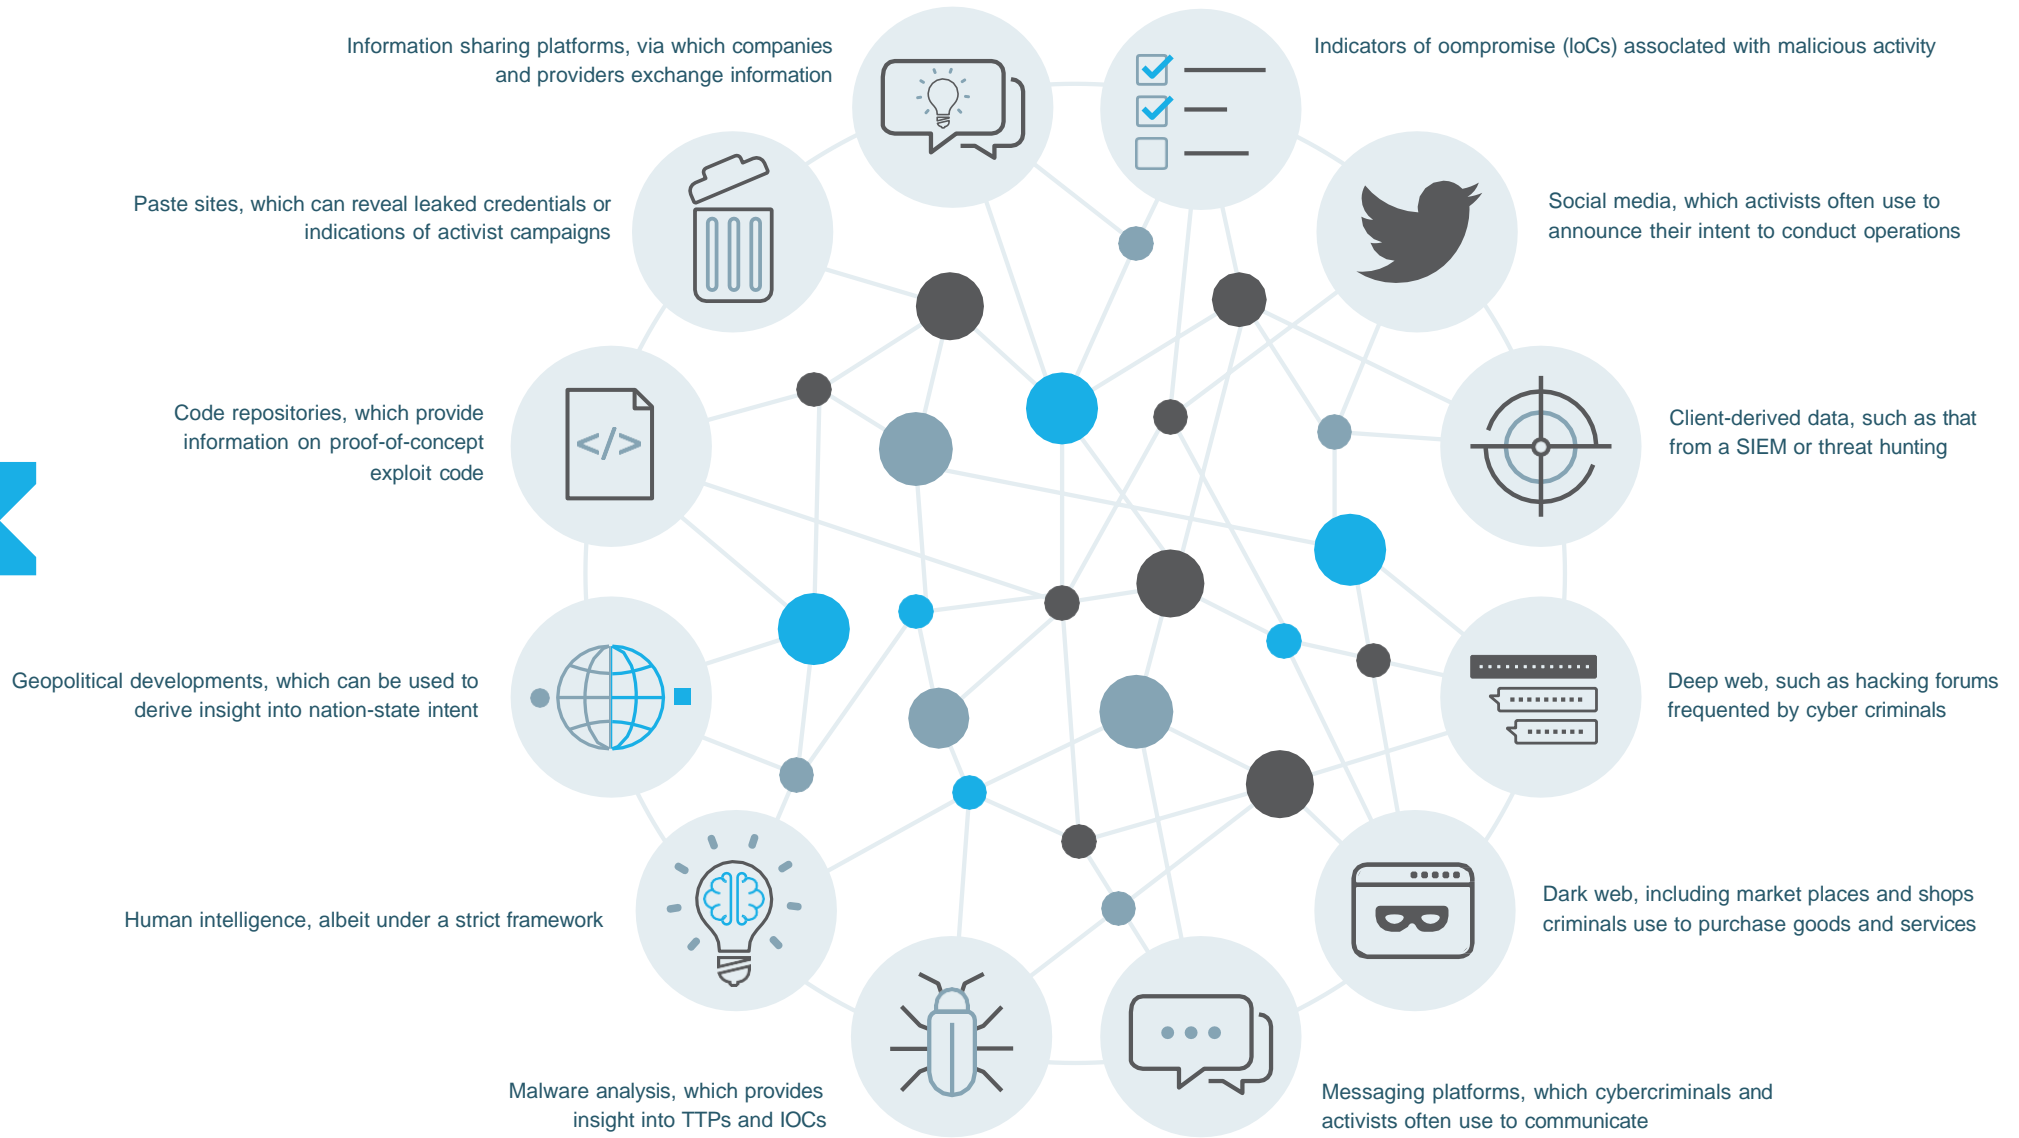 Information sharing platforms, via which companies
and providers exchange information
Indicators of oompromise (IoCs) associated with malicious activity
Paste sites, which can reveal leaked credentials or
indications of activist campaigns
Social media, which activists often use to
announce their intent to conduct operations
Code repositories, which provide
information on proof-of-concept
exploit code
</>
Client-derived data, such as that
from a SIEM or threat hunting
Geopolitical developments, which can be used to
derive insight into nation-state intent
Deep web, such as hacking forums
frequented by cyber criminals
Human intelligence, albeit under a strict framework
Dark web, including market places and shops
criminals use to purchase goods and services
Malware analysis, which provides
insight into TTPs and IOCs
Messaging platforms, which cybercriminals and
activists often use to communicate